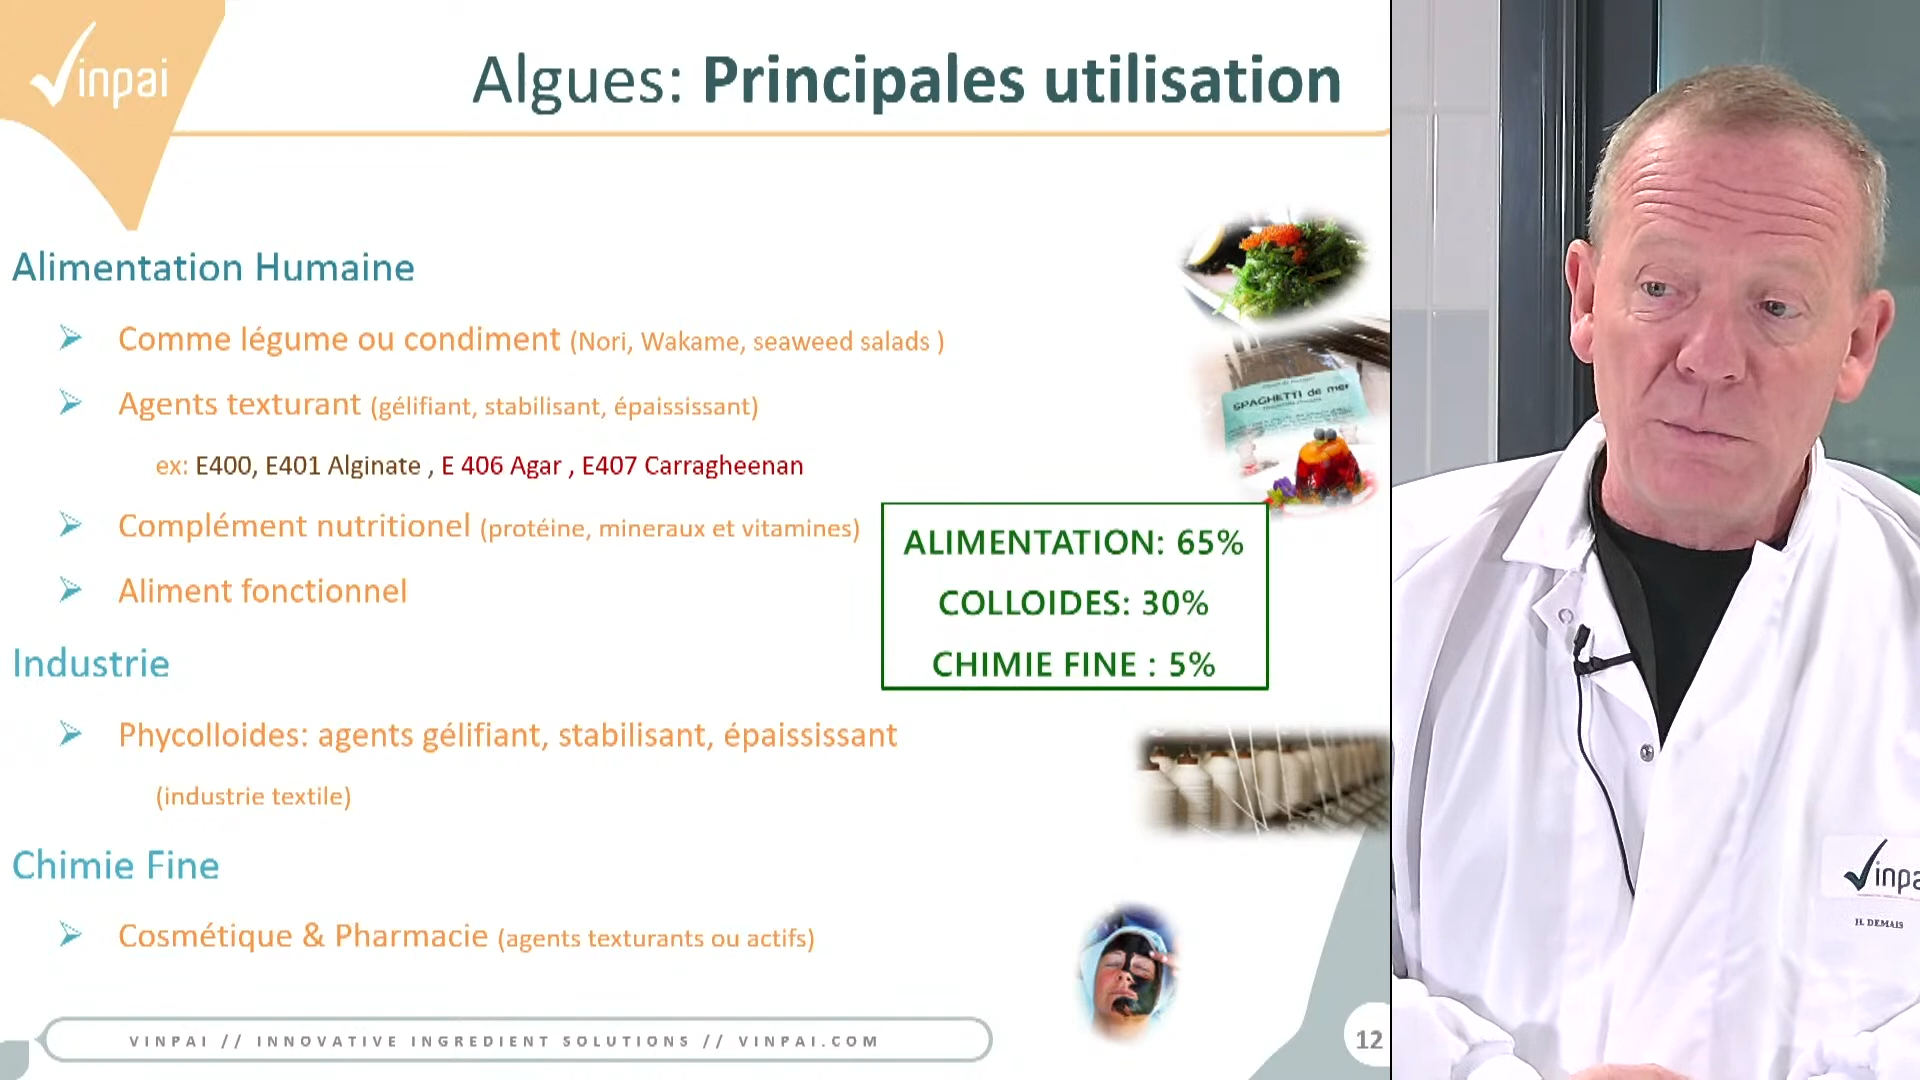 Vinpai
Algues: Principales utilisation
Alimentation Humaine
Comme légume ou condiment (Nori, Wakame, seaweed salads )
Agents texturant (gélifiant, stabilisant, épaississant)
ex: E400, E401 Alginate , E 406 Agar , E407 Carragheenan
Complément nutritionel (protéine, mineraux et vitamines)
Aliment fonctionnel
SPAGHETTI de mer
ALIMENTATION: 65%
COLLOIDES: 30%
CHIMIE FINE : 5%
Industrie
Phycolloides: agents gélifiant, stabilisant, épaississant
(industrie textile)
Chimie Fine
Cosmétique & Pharmacie (agents texturants ou actifs)
VINPAI // INNOVATIVE INGREDIENT SOLUTIONS // VINPAI.COM
12
Vinpa
H. DEMAIS